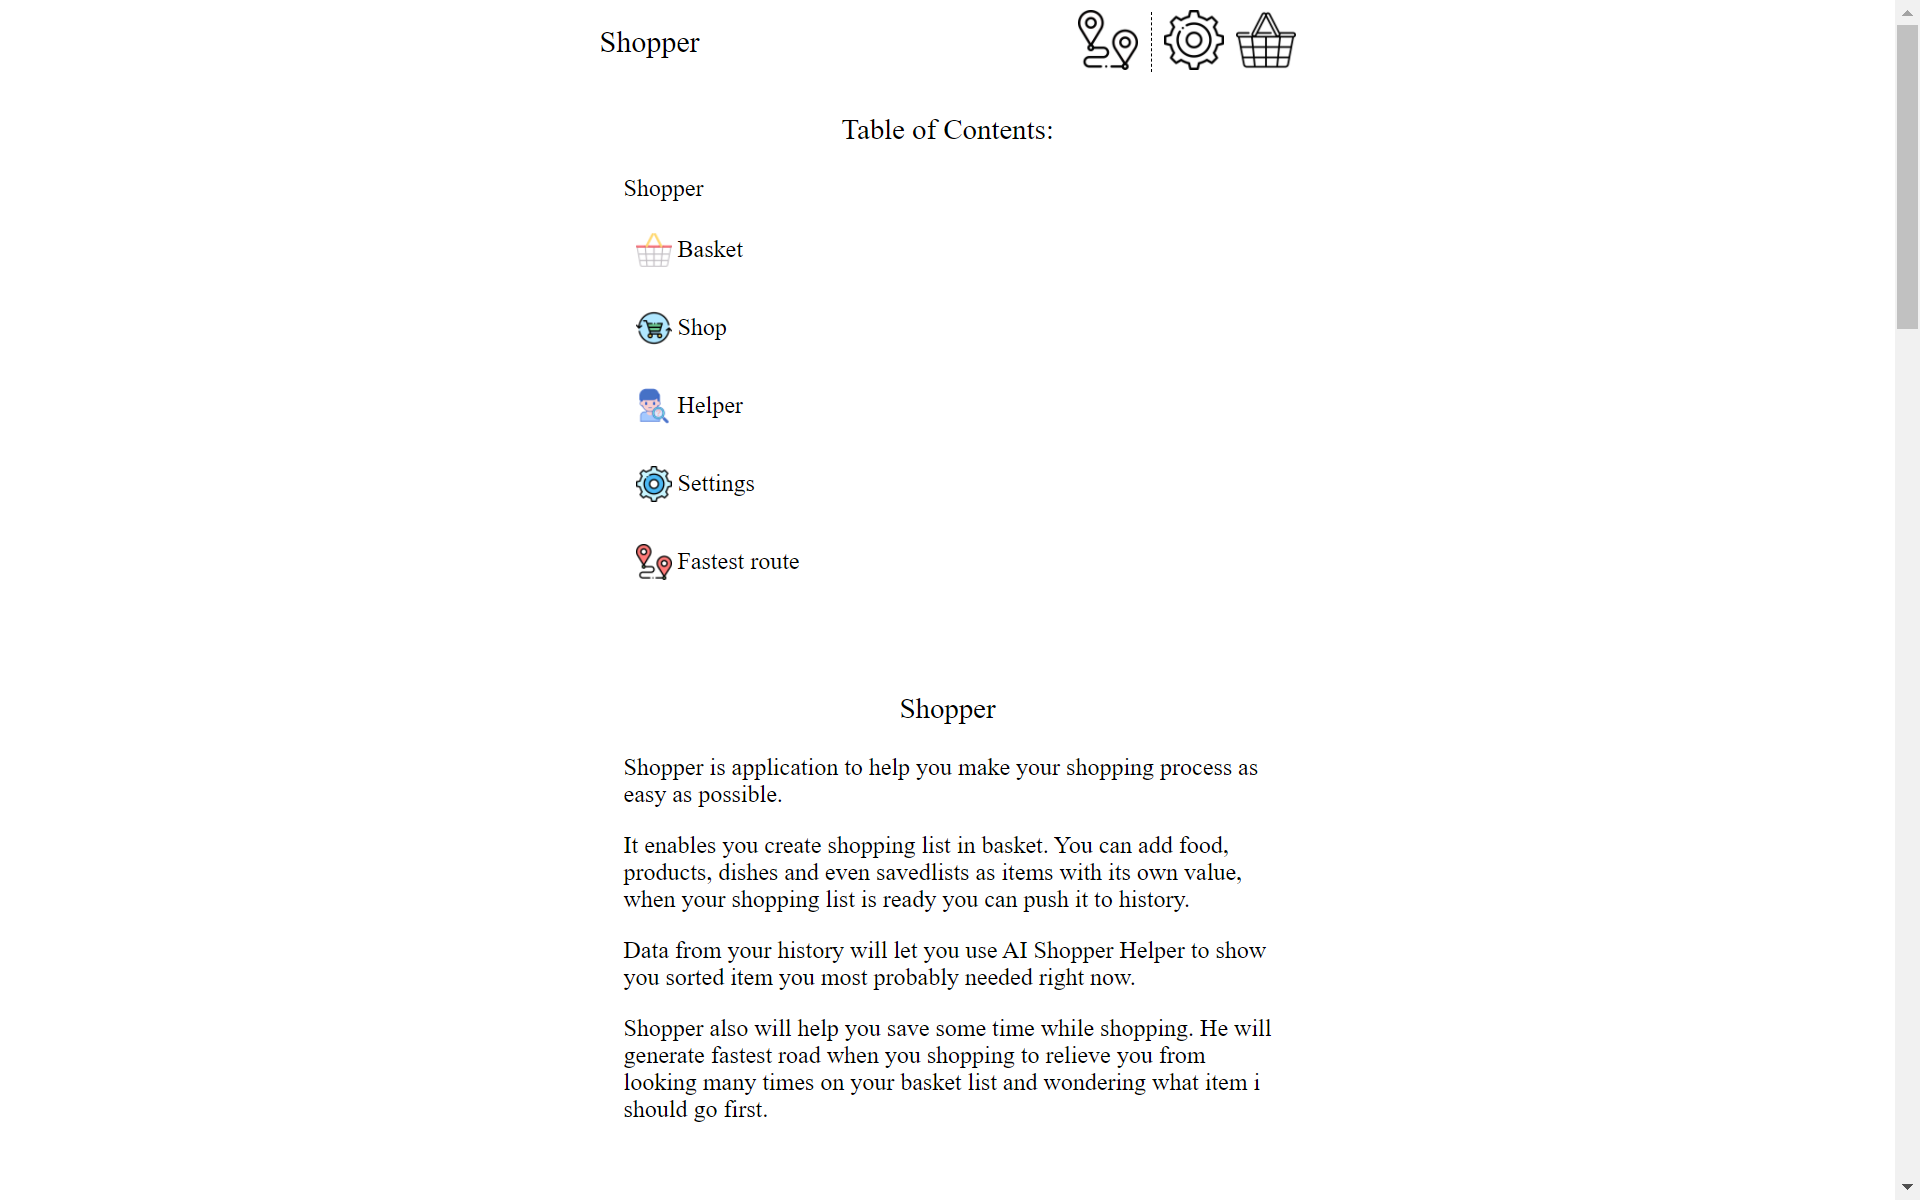 Shopper
Table of Contents:
Shopper
Basket
Shop
Helper
Settings
Fastest route
Shopper
Shopper is application to help you make your shopping process as
easy as possible.
It enables you create shopping list in basket. You can add food,
products, dishes and even savedlists as items with its own value,
when your shopping list is ready you can push it to history.
Data from your history will let you use AI Shopper Helper to show
you sorted item you most probably needed right now.
Shopper also will help you save some time while shopping. He will
generate fastest road when you shopping to relieve you from
looking many times on your basket list and wondering what item i
should go first.